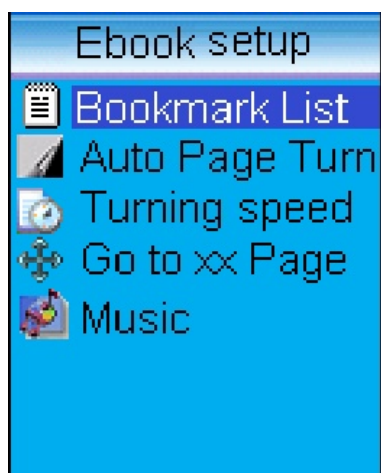 Ebook setup
Bookmark List
Auto Page Turn
Turning speed
Go to xx Page
Music